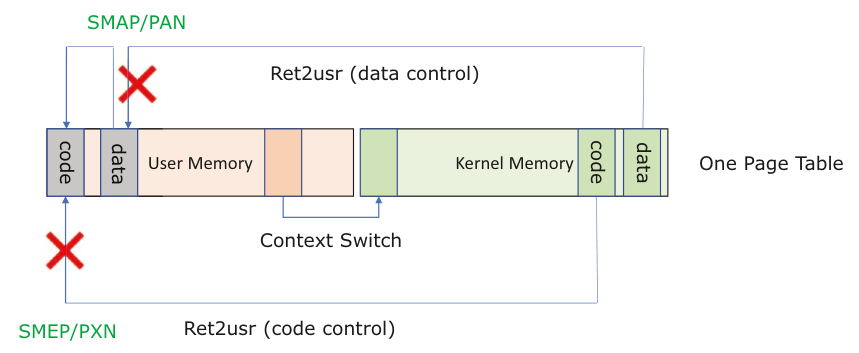 SMAP/PAN
Ret2usr (data control)
code
data
User Memory
Kernel Memory
code
data
One Page Table
Context Switch
SMEP/PXN
Ret2usr (code control)